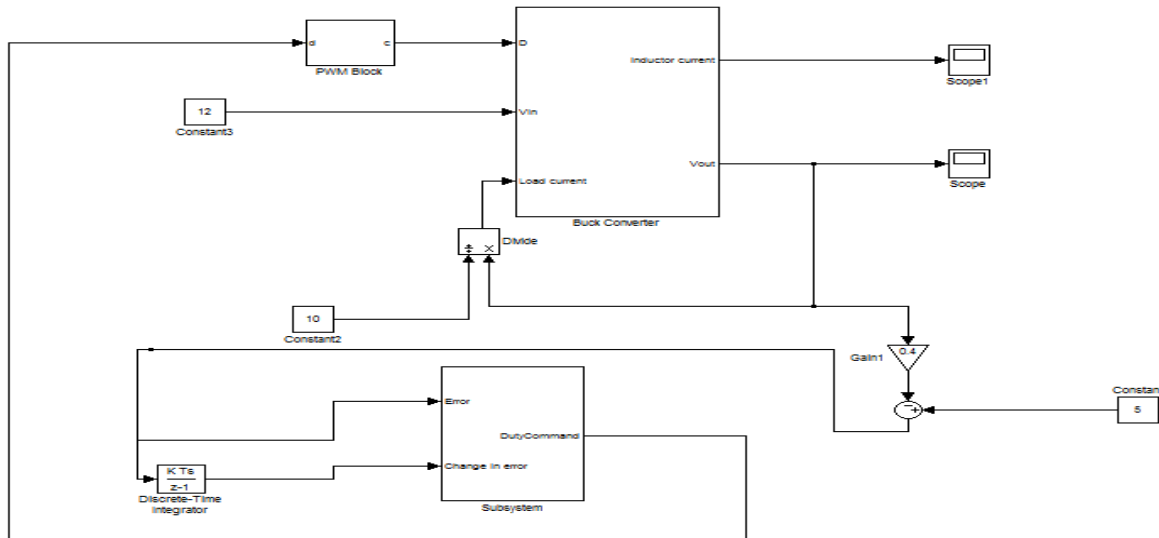 d
c
PWM Block
D
Inductor current
Scope1
12
Constant3
Vin
Vout
Scope
Load current
Buck Converter
÷ ×
Divide
10
Constant2
0.4
Gain1
Constan
5
− +
Error
DutyCommand
Change in error
Subsystem
K Ts
z-1
Discrete-Time
Integrator